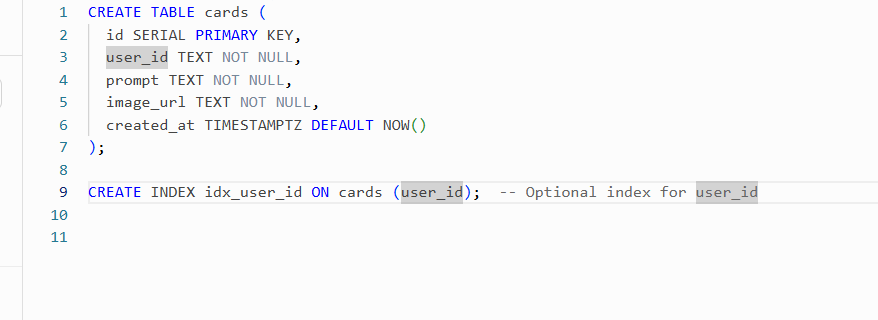 1 CREATE TABLE cards (
2   id SERIAL PRIMARY KEY,
3   user_id TEXT NOT NULL,
4   prompt TEXT NOT NULL,
5   image_url TEXT NOT NULL,
6   created_at TIMESTAMPTZ DEFAULT NOW()
7 );
8
9 CREATE INDEX idx_user_id ON cards (user_id);  -- Optional index for user_id
10
11